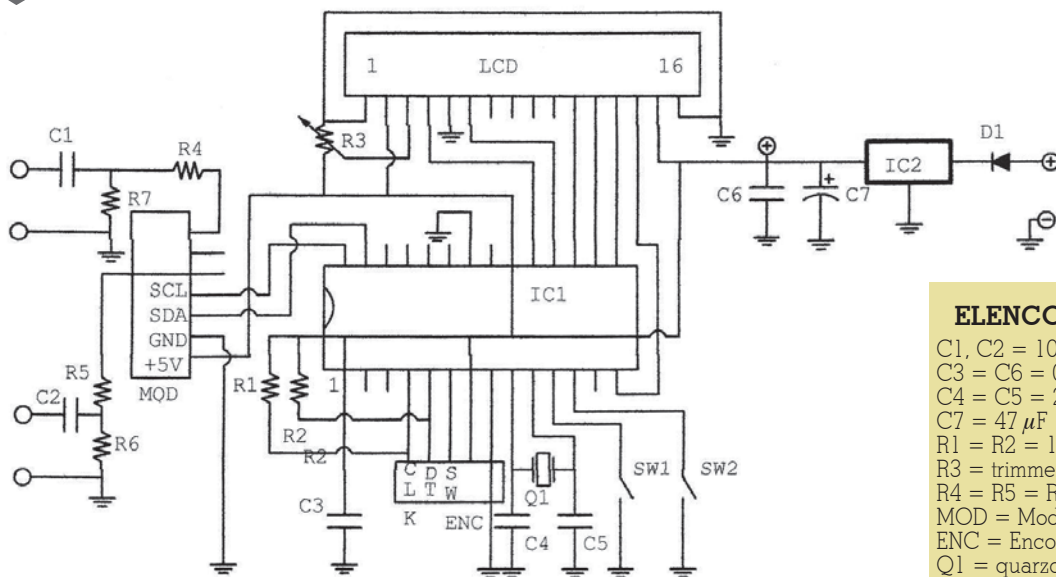 1 LCD 16
C1
R4
R3
D1
R7
IC2
C6
+
C7
SCL
SDA
GND
+5V
MQD
IC1
R5
C2
R6
R1
1
R2
R2
CLK
DT
SW
ENC
Q1
SW1
SW2
C3
C4
C5
ELENCO
C1, C2 = 10
C3 = C6 = 0
C4 = C5 = 2
C7 = 47 µF
R1 = R2 = 1
R3 = trimme
R4 = R5 = R
MOD = Mod
ENC = Enco
Q1 = quarzo